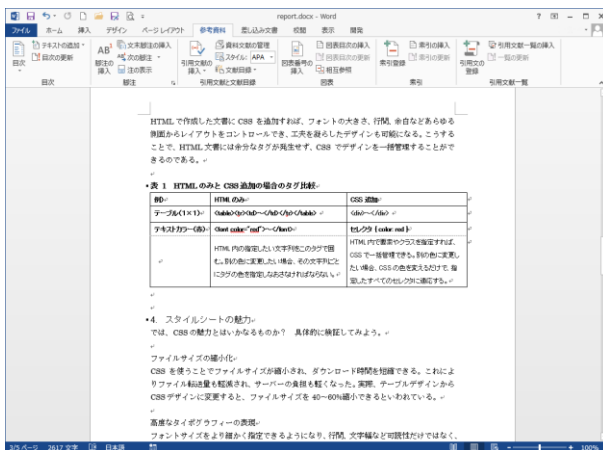 report.docx - Word
ファイル ホーム 挿入 デザイン ページ レイアウト 参考資料 差し込み文書 校閲 表示 開発
目次
テキストの追加
目次の更新
目次
AB
脚注の挿入
文末脚注の挿入
次の脚注
注の表示
脚注
引用文献の挿入
資料文献の管理
スタイル: APA
文献目録
引用文献と文献目録
図表番号の挿入
図表目次の挿入
図表目次の更新
相互参照
図表
索引登録
索引の挿入
索引の更新
索引
引用文の登録
引用文献一覧の挿入
一覧の更新
引用文献一覧
HTML で作成した文書に CSS を追加すれば、フォントの大きさ、行間、余白などあらゆる
側面からレイアウトをコントロールでき、工夫を凝らしたデザインも可能になる。こうする
ことで、HTML 文書には余分なタグが発生せず、CSS でデザインを一括管理することがで
きるのである。
表 1 HTML のみと CSS 追加の場合のタグ比較
例 HTML のみ CSS 追加
テーブル(1×1) <table><tr><td>～</td></tr></table> <div>～</div>
テキストカラー(赤) <font color="red">～</font> セレクタ { color: red }
HTML 内の指定したい文字列をこのタグで囲
む。別の色に変更したい場合、その文字列ごと
にタグの色を指定しなおさなければならない。
HTML 内で要素やクラスを指定すれば、
CSS で一括管理できる。別の色に変更し
たい場合、CSS の色を変えるだけで、指
定したすべてのセレクタに適応する。
4. スタイルシートの魅力
では、CSS の魅力とはいかなるものか？ 具体的に検証してみよう。
ファイルサイズの縮小化
CSS を使うことでファイルサイズが縮小され、ダウンロード時間を短縮できる。これによ
りファイル転送量も軽減され、サーバーの負担も軽くなった。実際、テーブルデザインから
CSS デザインに変更すると、ファイルサイズを 40～60%縮小できるといわれている。
高度なタイポグラフィーの表現
フォントサイズをより細かく指定できるようになり、行間、文字幅など可読性だけではなく、
3/5 ページ 2617 文字 日本語 100%